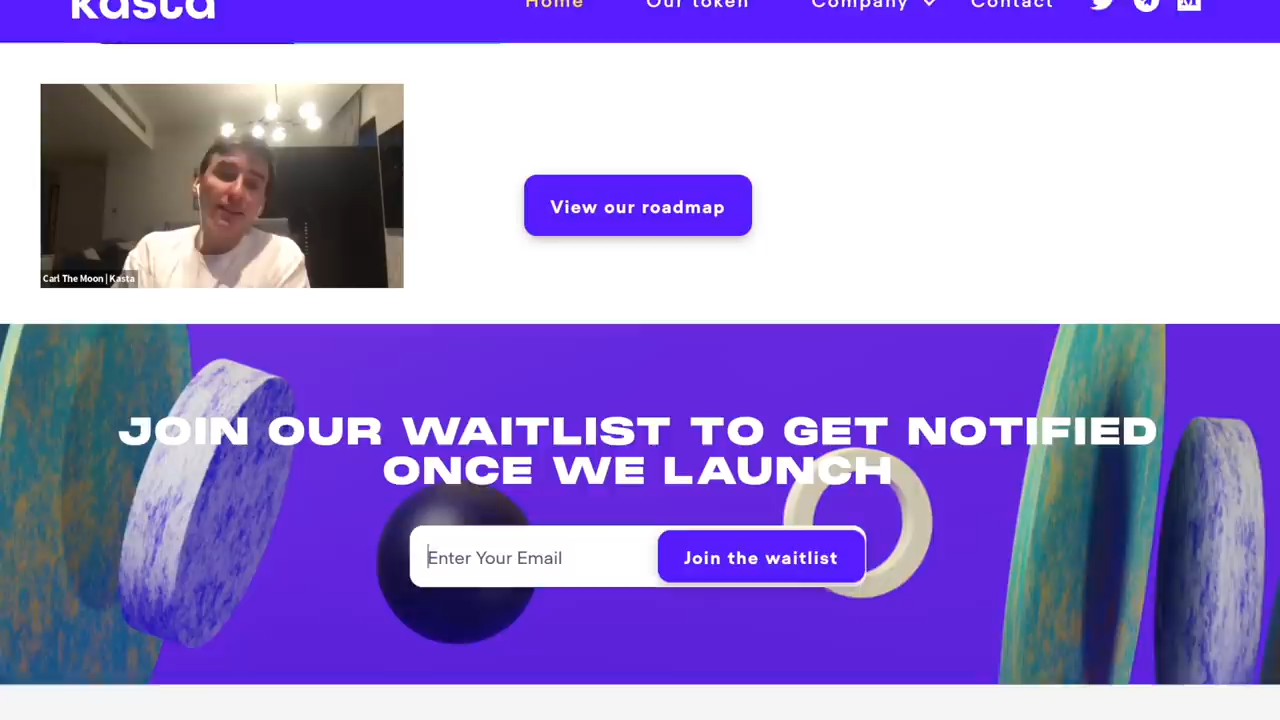 kasta
Home
Our token
Company
Contact
Carl The Moon | Kasta
View our roadmap
JOIN OUR WAITLIST TO GET NOTIFIED
ONCE WE LAUNCH
Enter Your Email
Join the waitlist